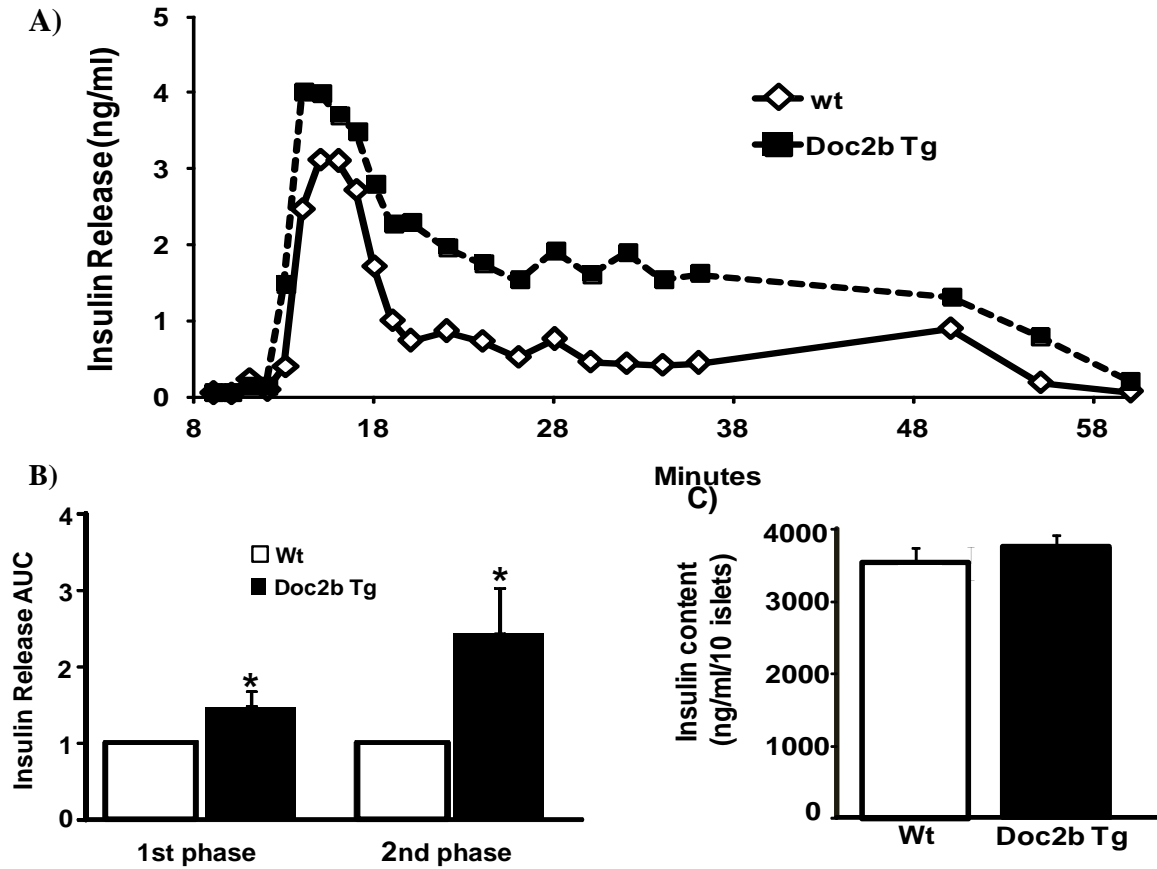 A)
Insulin Release (ng/ml)
5
4
3
2
1
0
wt
Doc2b Tg
8 18 28 38 48 58
Minutes
B)
Insulin Release AUC
4
3
2
1
0
Wt
Doc2b Tg
*
*
1st phase 2nd phase
C)
Insulin content
(ng/ml/10 islets)
4000
3000
2000
1000
0
Wt Doc2b Tg